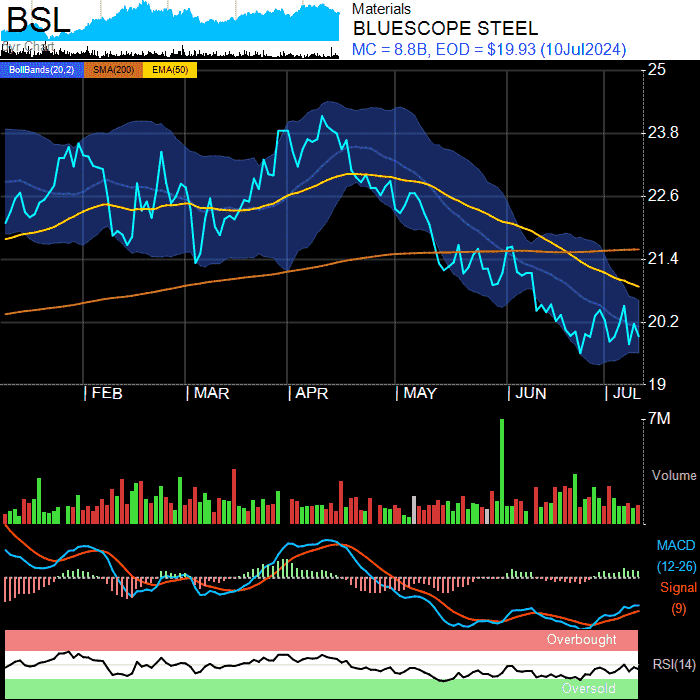 BSL
Materials
BLUESCOPE STEEL
MC = 8.8B, EOD = $19.93 (10Jul2024)
BollBands(20,2) SMA(200) EMA(50)
25
23.8
22.6
21.4
20.2
19
FEB MAR APR MAY JUN JUL
7M
Volume
MACD
(12-26)
Signal
(9)
Overbought
RSI(14)
Oversold